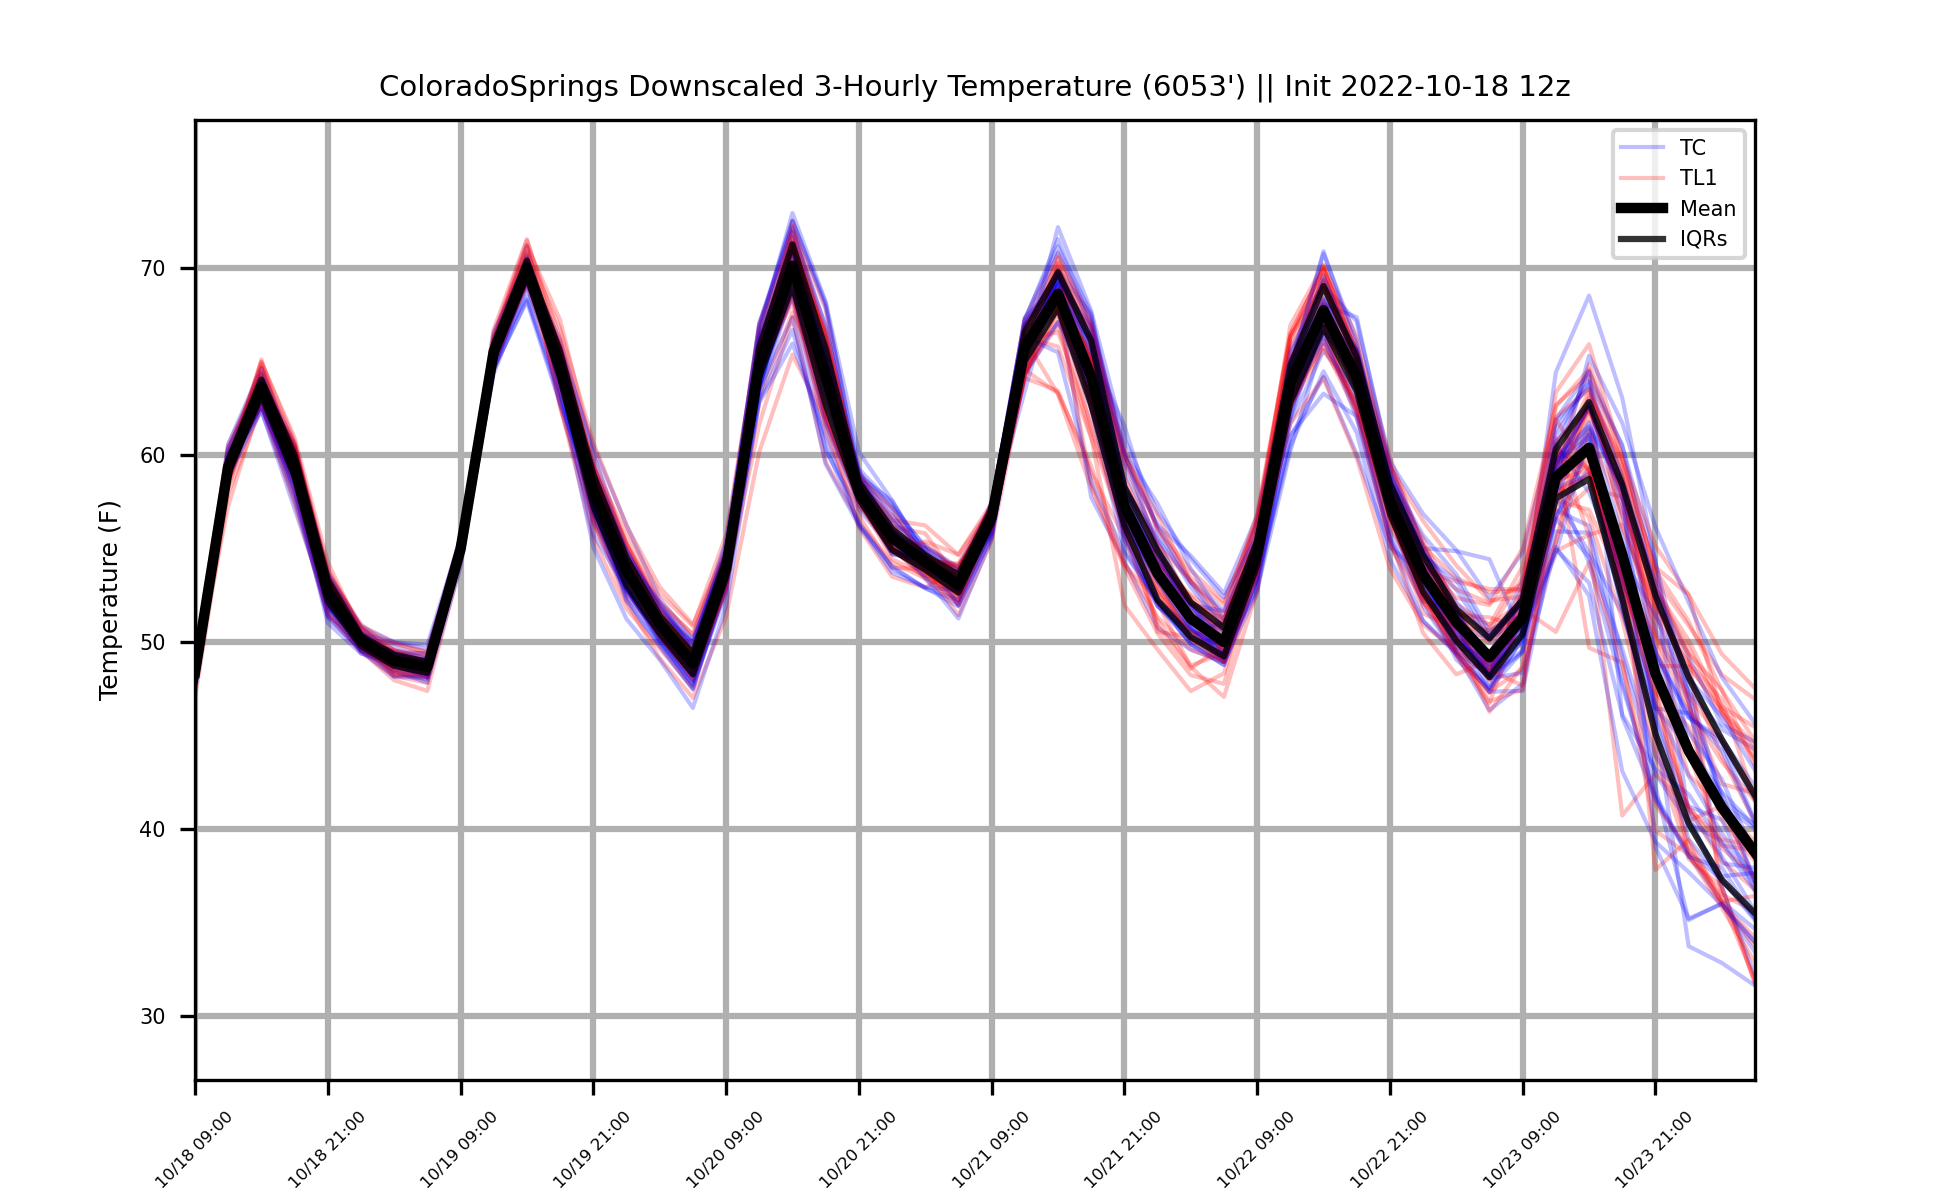 ColoradoSprings Downscaled 3-Hourly Temperature (6053') || Init 2022-10-18 12z
TC
TL1
Mean
IQRs
Temperature (F)
70
60
50
40
30
10/18 09:00
10/18 21:00
10/19 09:00
10/19 21:00
10/20 09:00
10/20 21:00
10/21 09:00
10/21 21:00
10/22 09:00
10/22 21:00
10/23 09:00
10/23 21:00